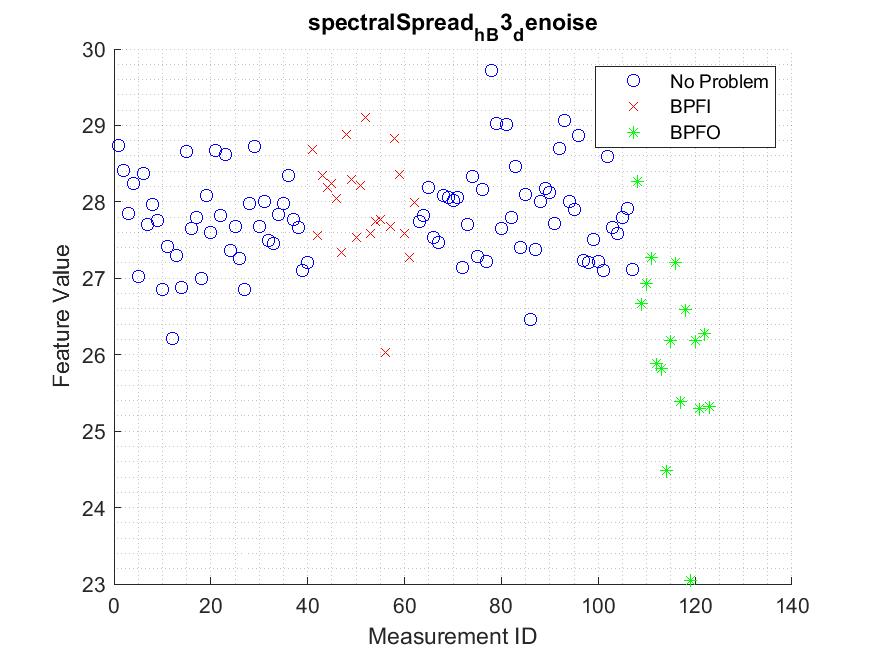 spectralSpread_hB3_denoise
30
29
28
27
26
25
24
23
Feature Value
No Problem
BPFI
BPFO
0 20 40 60 80 100 120 140
Measurement ID